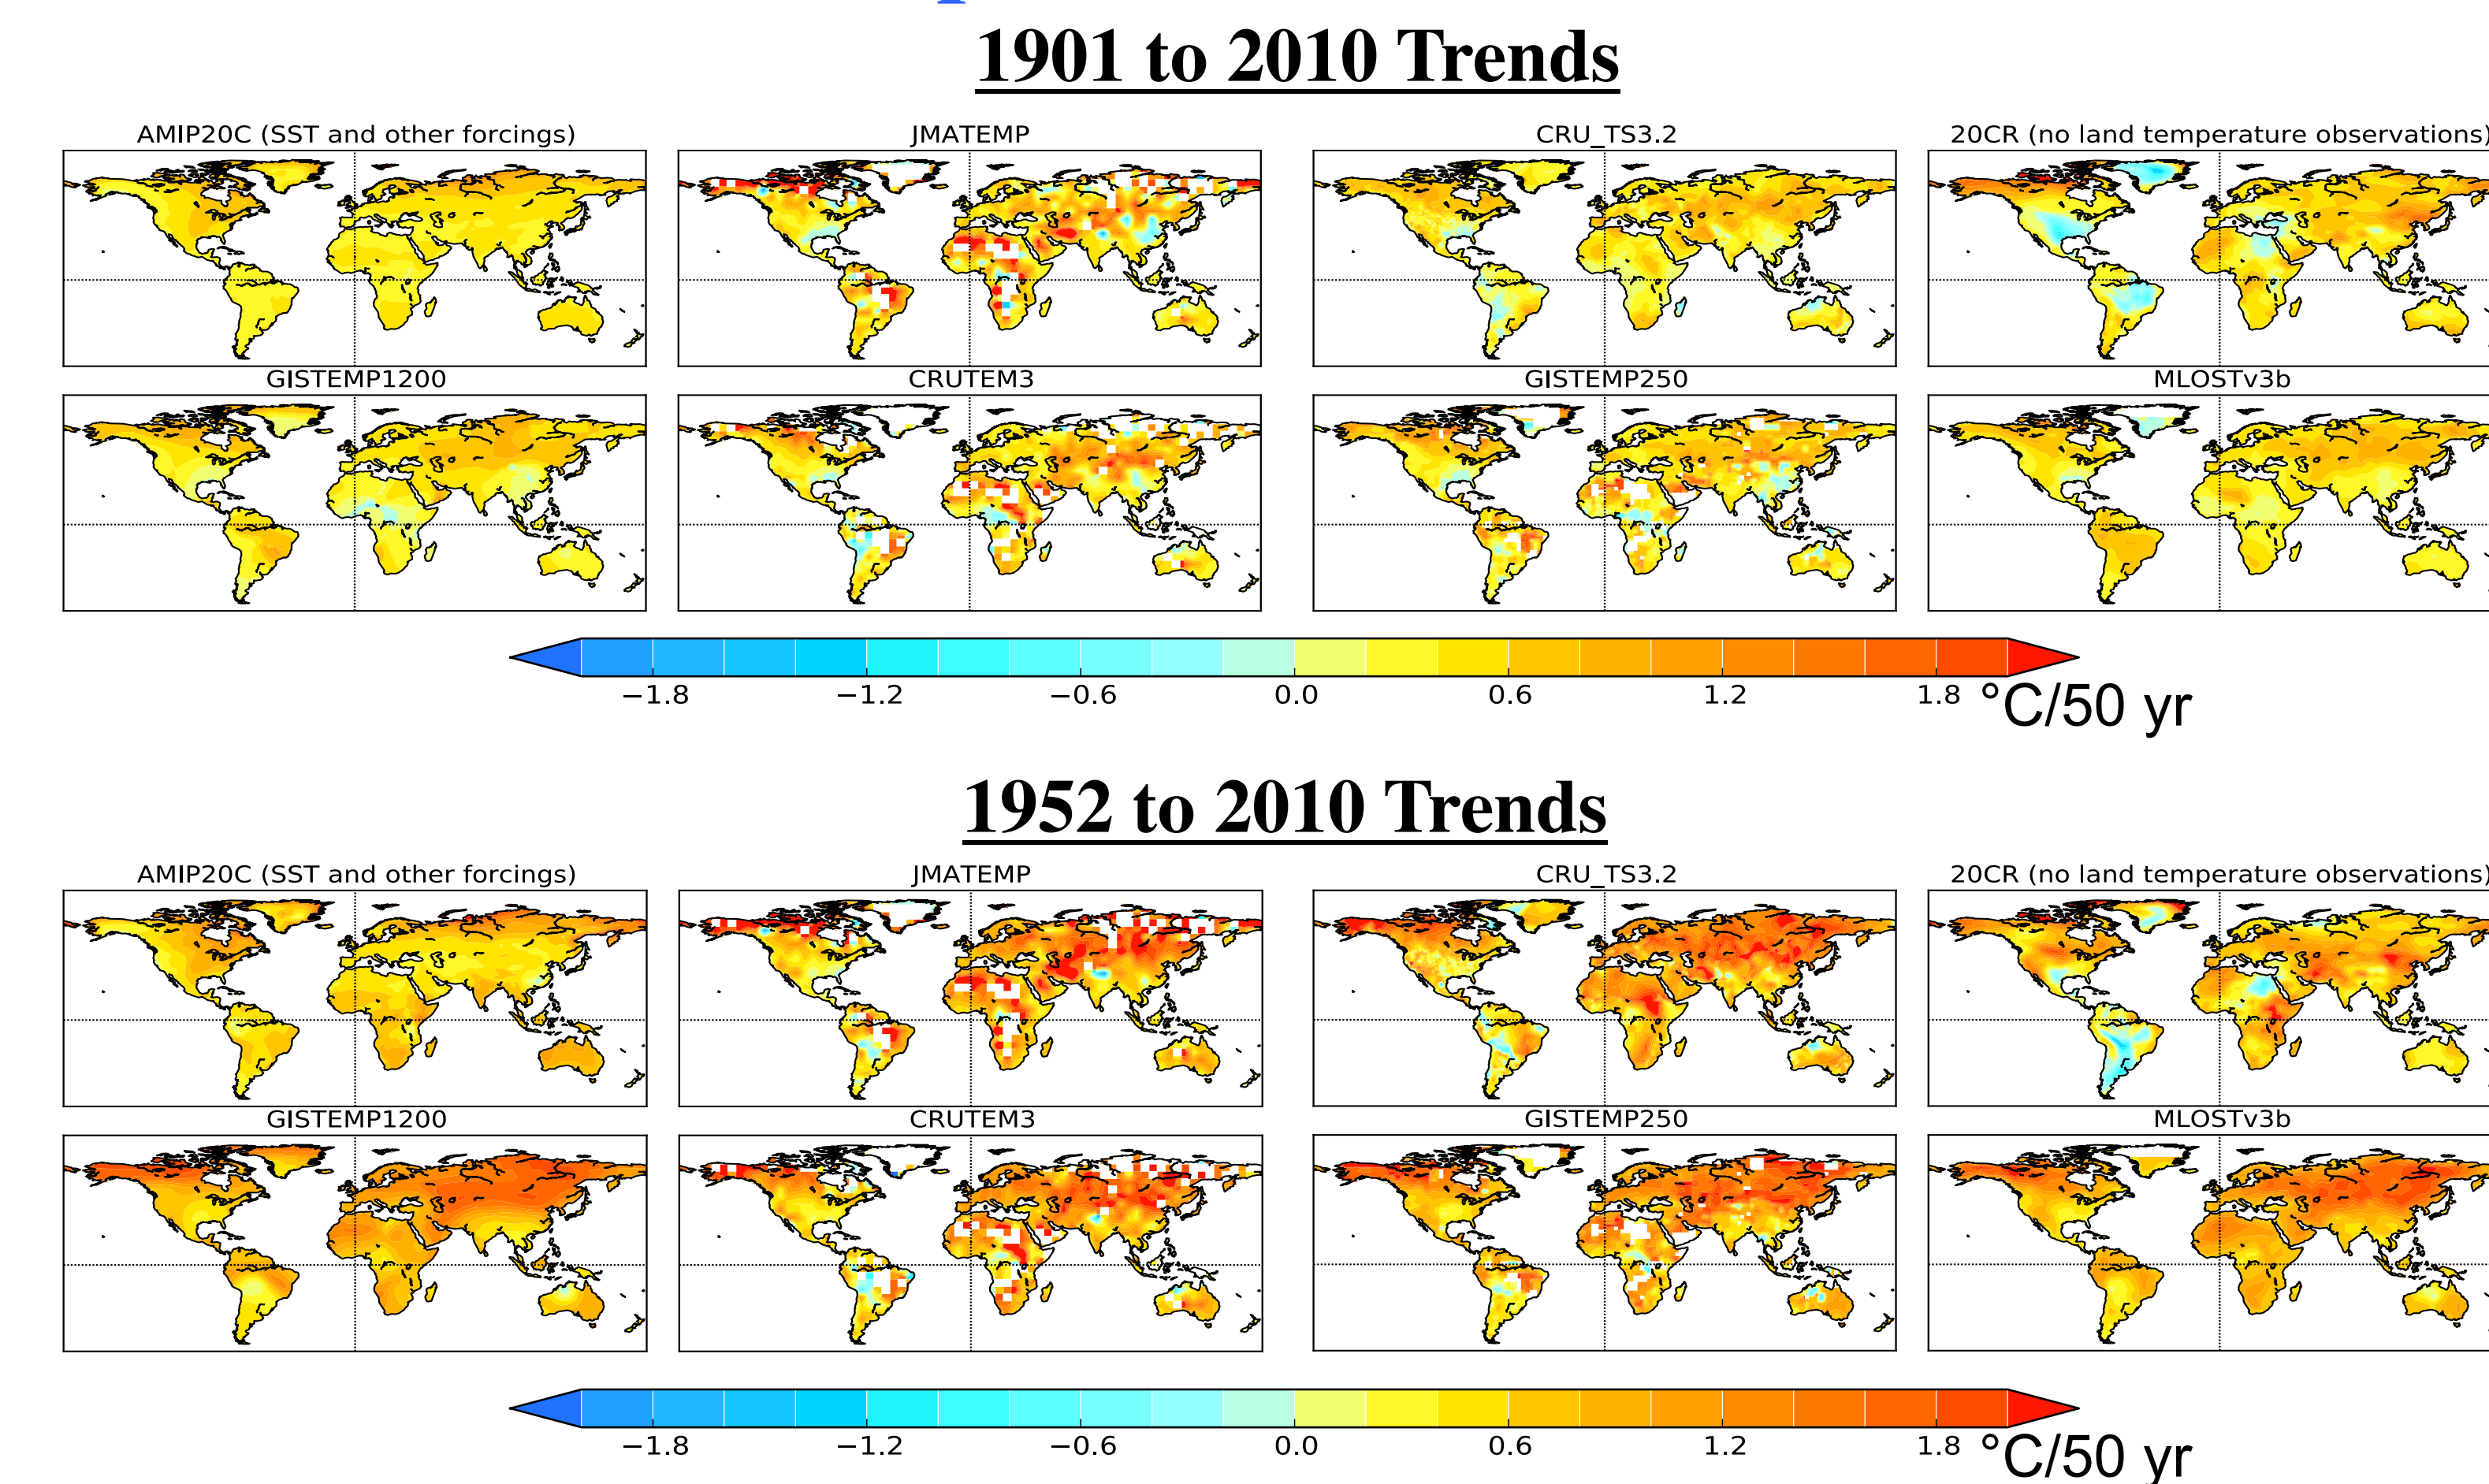 1901 to 2010 Trends
AMIP20C (SST and other forcings) JMATEMP CRU_TS3.2 20CR (no land temperature observations)
GISTEMP1200 CRUTEM3 GISTEMP250 MLOSTv3b
−1.8 −1.2 −0.6 0.0 0.6 1.2 1.8 °C/50 yr
1952 to 2010 Trends
AMIP20C (SST and other forcings) JMATEMP CRU_TS3.2 20CR (no land temperature observations)
GISTEMP1200 CRUTEM3 GISTEMP250 MLOSTv3b
−1.8 −1.2 −0.6 0.0 0.6 1.2 1.8 °C/50 yr